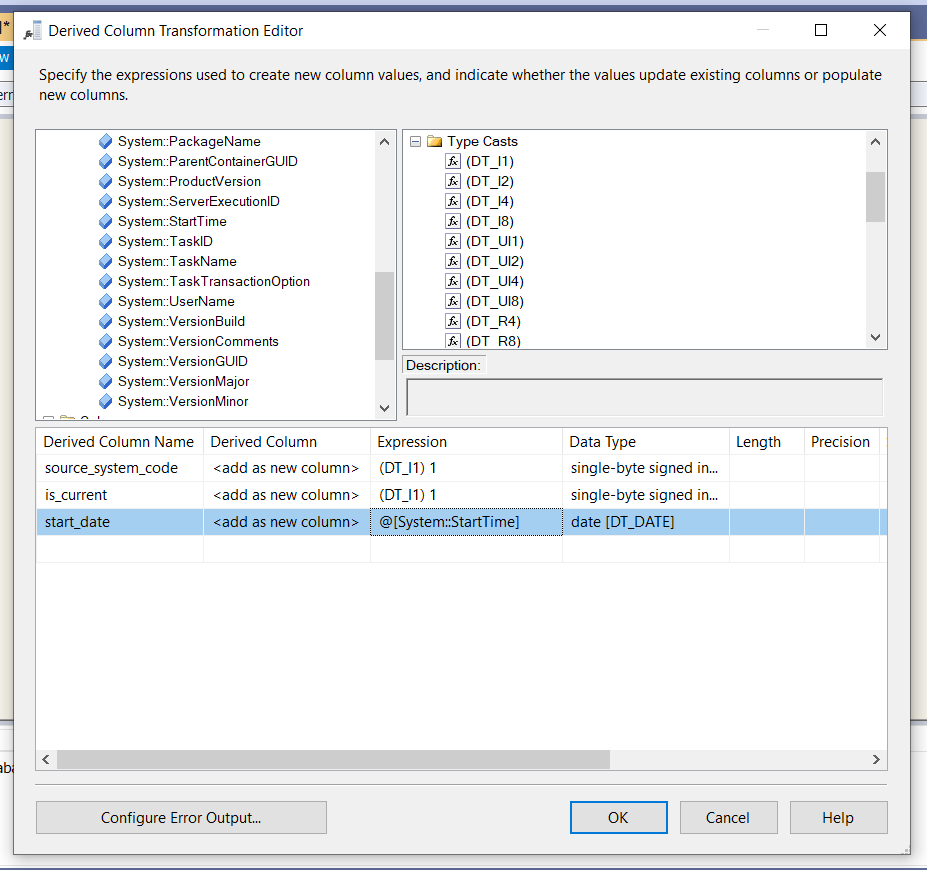 Derived Column Transformation Editor
Specify the expressions used to create new column values, and indicate whether the values update existing columns or populate
new columns.
System::PackageName
System::ParentContainerGUID
System::ProductVersion
System::ServerExecutionID
System::StartTime
System::TaskID
System::TaskName
System::TaskTransactionOption
System::UserName
System::VersionBuild
System::VersionComments
System::VersionGUID
System::VersionMajor
System::VersionMinor
Type Casts
(DT_I1)
(DT_I2)
(DT_I4)
(DT_I8)
(DT_UI1)
(DT_UI2)
(DT_UI4)
(DT_UI8)
(DT_R4)
(DT_R8)
Description:
Derived Column Name Derived Column Expression Data Type Length Precision
source_system_code <add as new column> (DT_I1) 1 single-byte signed in...
is_current <add as new column> (DT_I1) 1 single-byte signed in...
start_date <add as new column> @[System::StartTime] date [DT_DATE]
Configure Error Output... OK Cancel Help